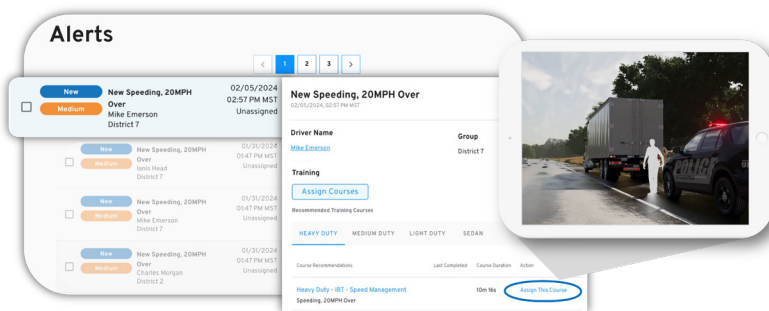 Alerts
< 1 2 3 >
New
Medium
New Speeding, 20MPH
Over
Mike Emerson
District 7
02/05/2024
02:57 PM MST
Unassigned
New
Medium
New Speeding, 20MPH
Over
Ianis Head
District 7
01/31/2024
01:47 PM MST
Unassigned
New
Medium
New Speeding, 20MPH
Over
Mike Emerson
District 7
01/31/2024
01:47 PM MST
Unassigned
New
Medium
New Speeding, 20MPH
Over
Charles Morgan
District 2
01/31/2024
01:47 PM MST
Unassigned
New Speeding, 20MPH Over
02/05/2024, 02:57 PM MST
Driver Name
Group
Mike Emerson
District 7
Training
Assign Courses
Recommended Training Courses
HEAVY DUTY MEDIUM DUTY LIGHT DUTY SEDAN
Course Recommendations Last Completed Course Duration Action
Heavy Duty - IBT - Speed Management 10m 16s Assign This Course
Speeding, 20MPH Over
POLICE